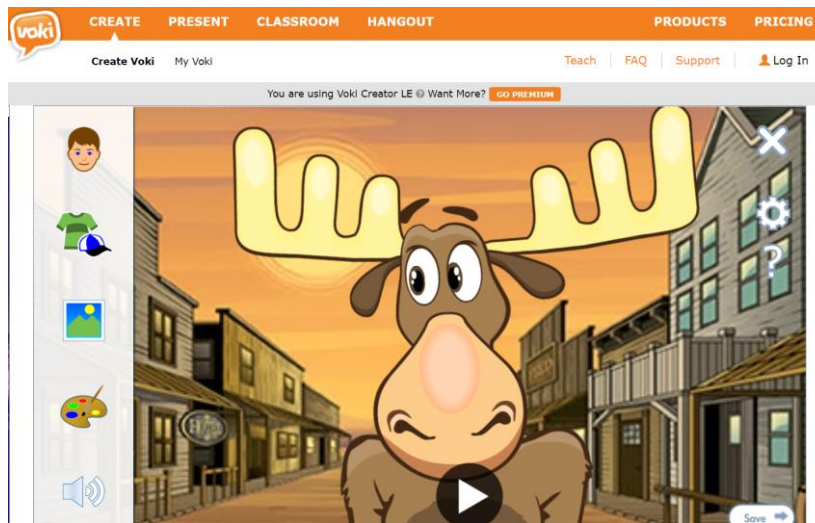 voki
CREATE PRESENT CLASSROOM HANGOUT PRODUCTS PRICING
Create Voki My Voki Teach FAQ Support Log In
You are using Voki Creator LE Want More? GO PREMIUM
?
Save